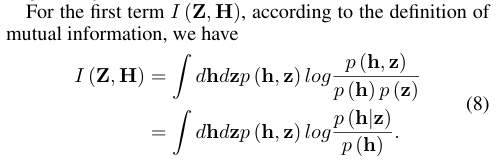 For the first term I (Z, H), according to the definition of
mutual information, we have
I (Z, H) = ∫ dhdzp (h, z) log p (h, z) / p (h) p (z)
= ∫ dhdzp (h, z) log p (h|z) / p (h) .
(8)